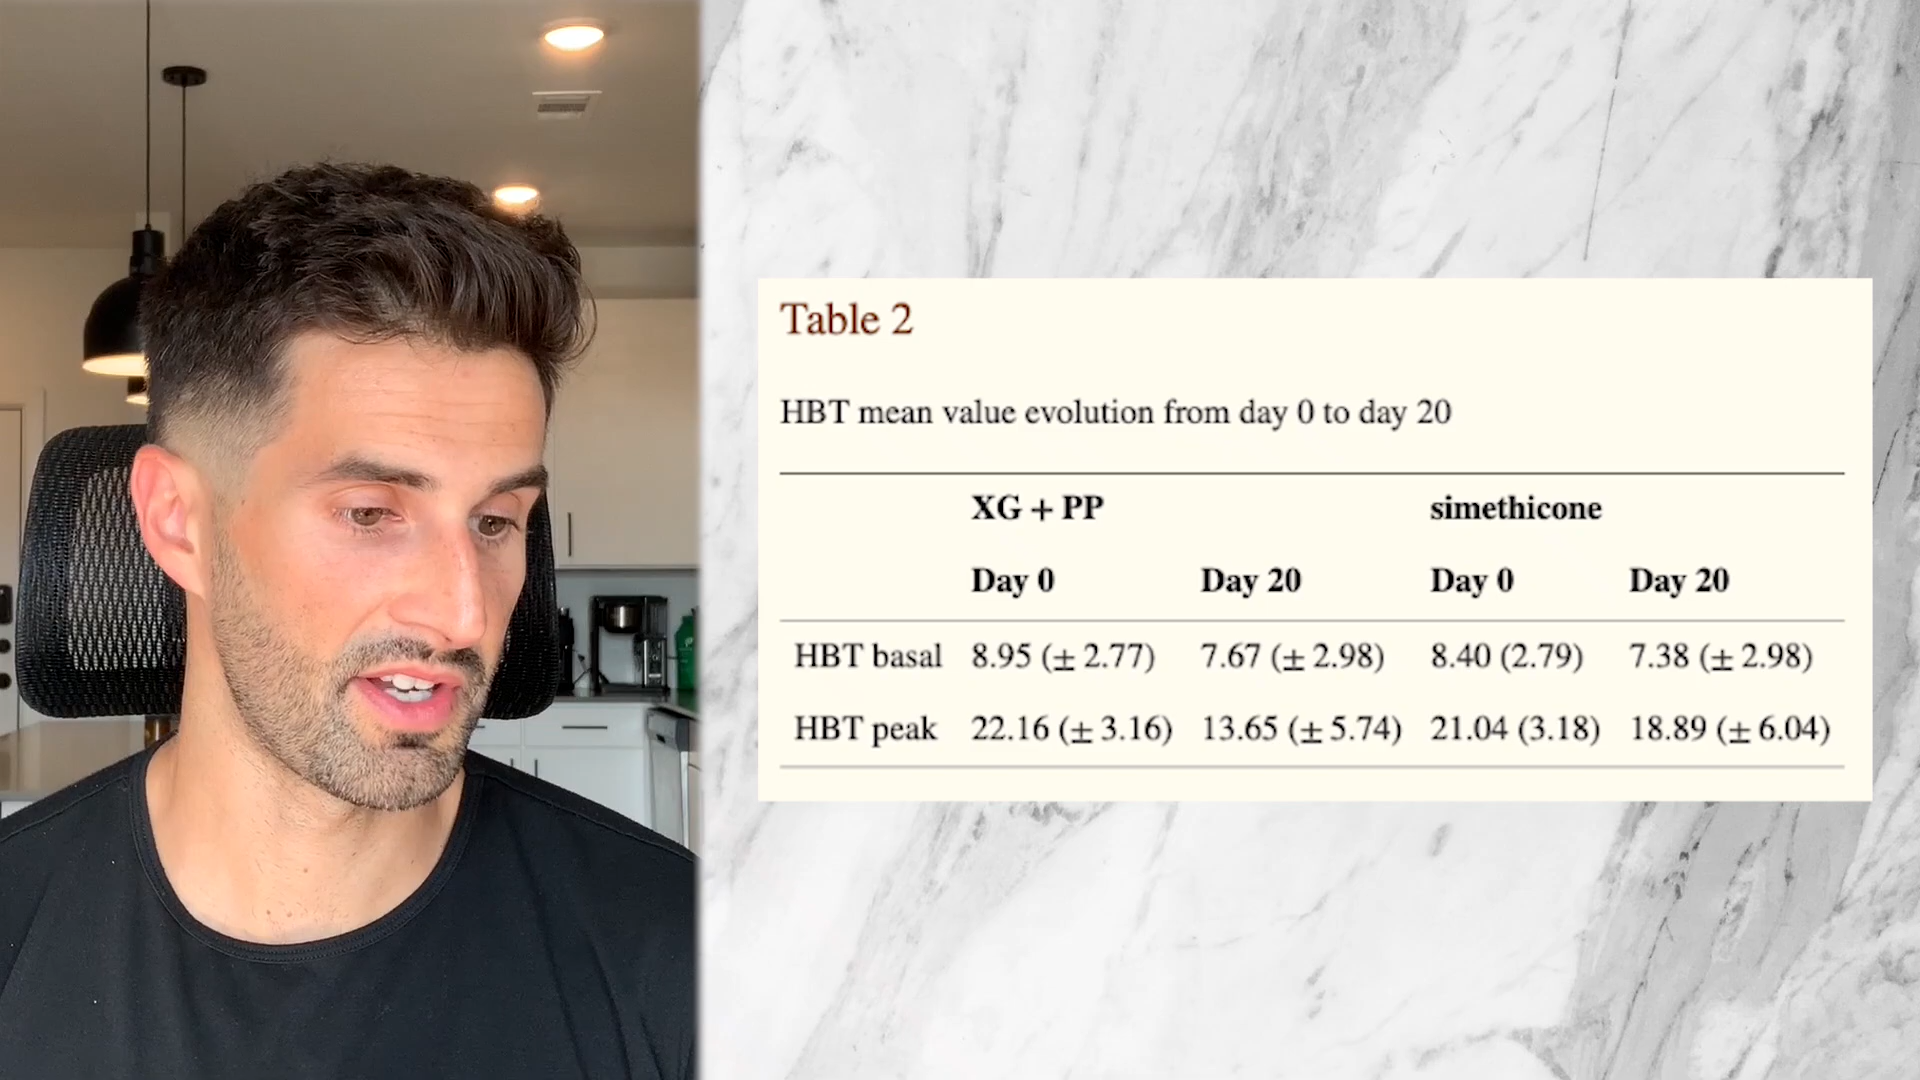 Table 2
HBT mean value evolution from day 0 to day 20
XG + PP simethicone
Day 0 Day 20 Day 0 Day 20
HBT basal 8.95 (± 2.77) 7.67 (± 2.98) 8.40 (2.79) 7.38 (± 2.98)
HBT peak 22.16 (± 3.16) 13.65 (± 5.74) 21.04 (3.18) 18.89 (± 6.04)